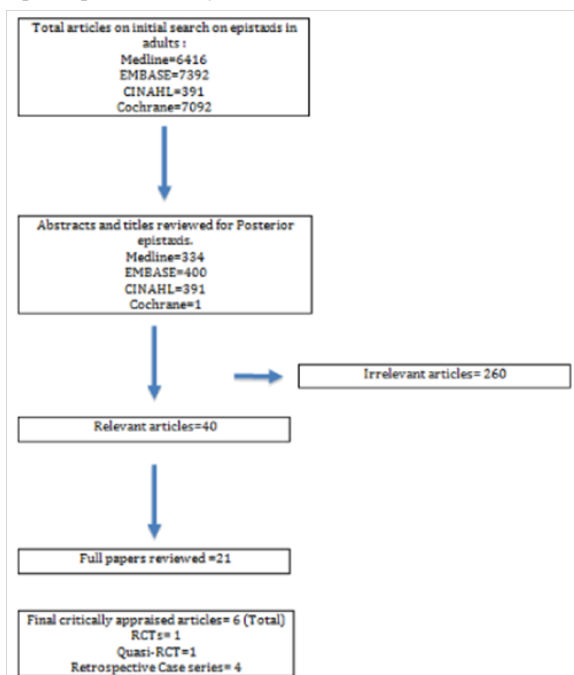 Total articles on initial search on epistaxis in
adults :
Medline=6416
EMBASE=7392
CINAHL=391
Cochrane=7092
Abstracts and titles reviewed for Posterior
epistaxis.
Medline=334
EMBASE=400
CINAHL=391
Cochrane=1
Irrelevant articles= 260
Relevant articles=40
Full papers reviewed =21
Final critically appraised articles= 6 (Total)
RCTs= 1
Quasi-RCT=1
Retrospective Case series= 4